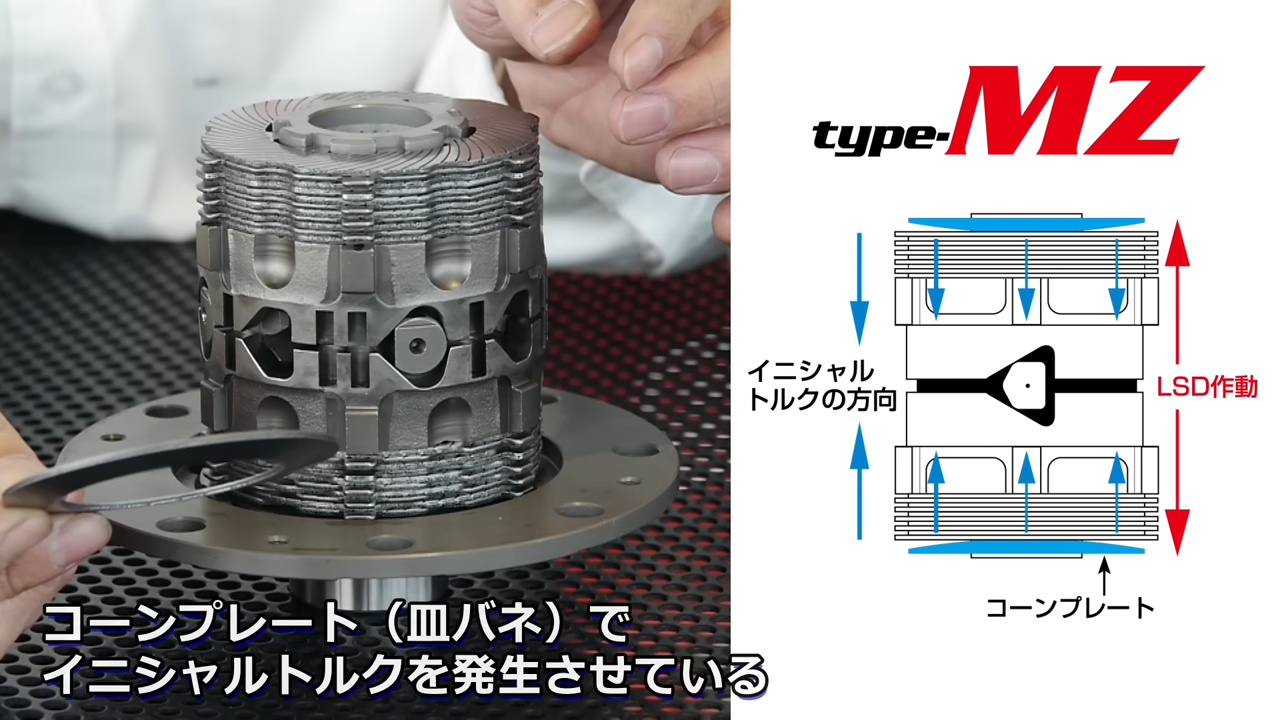 type-MZ
イニシャル
トルクの方向
LSD作動
コーンプレート
コーンプレート（皿バネ）で
イニシャルトルクを発生させている